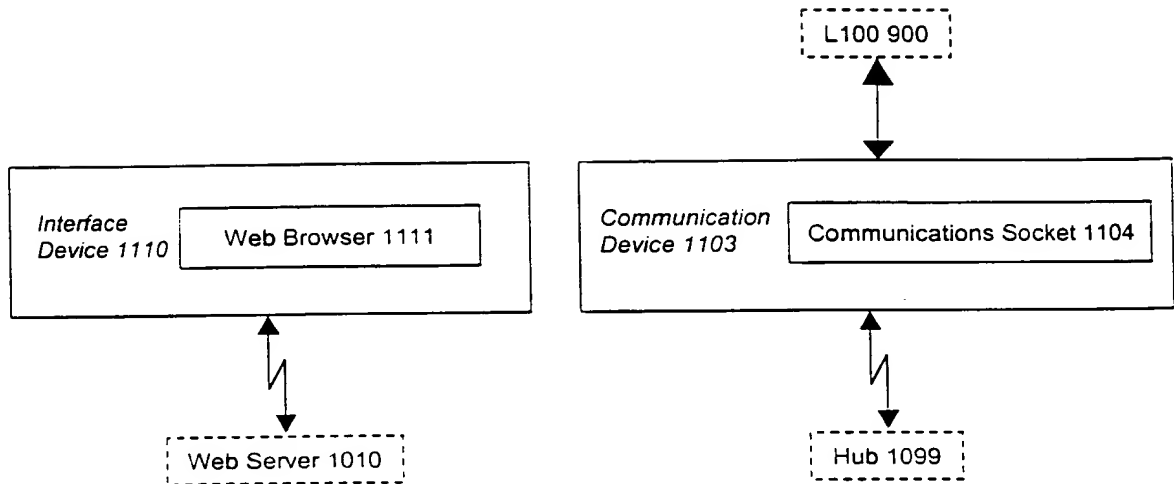 L100 900
Interface
Device 1110
Web Browser 1111
Communication
Device 1103
Communications Socket 1104
Web Server 1010
Hub 1099